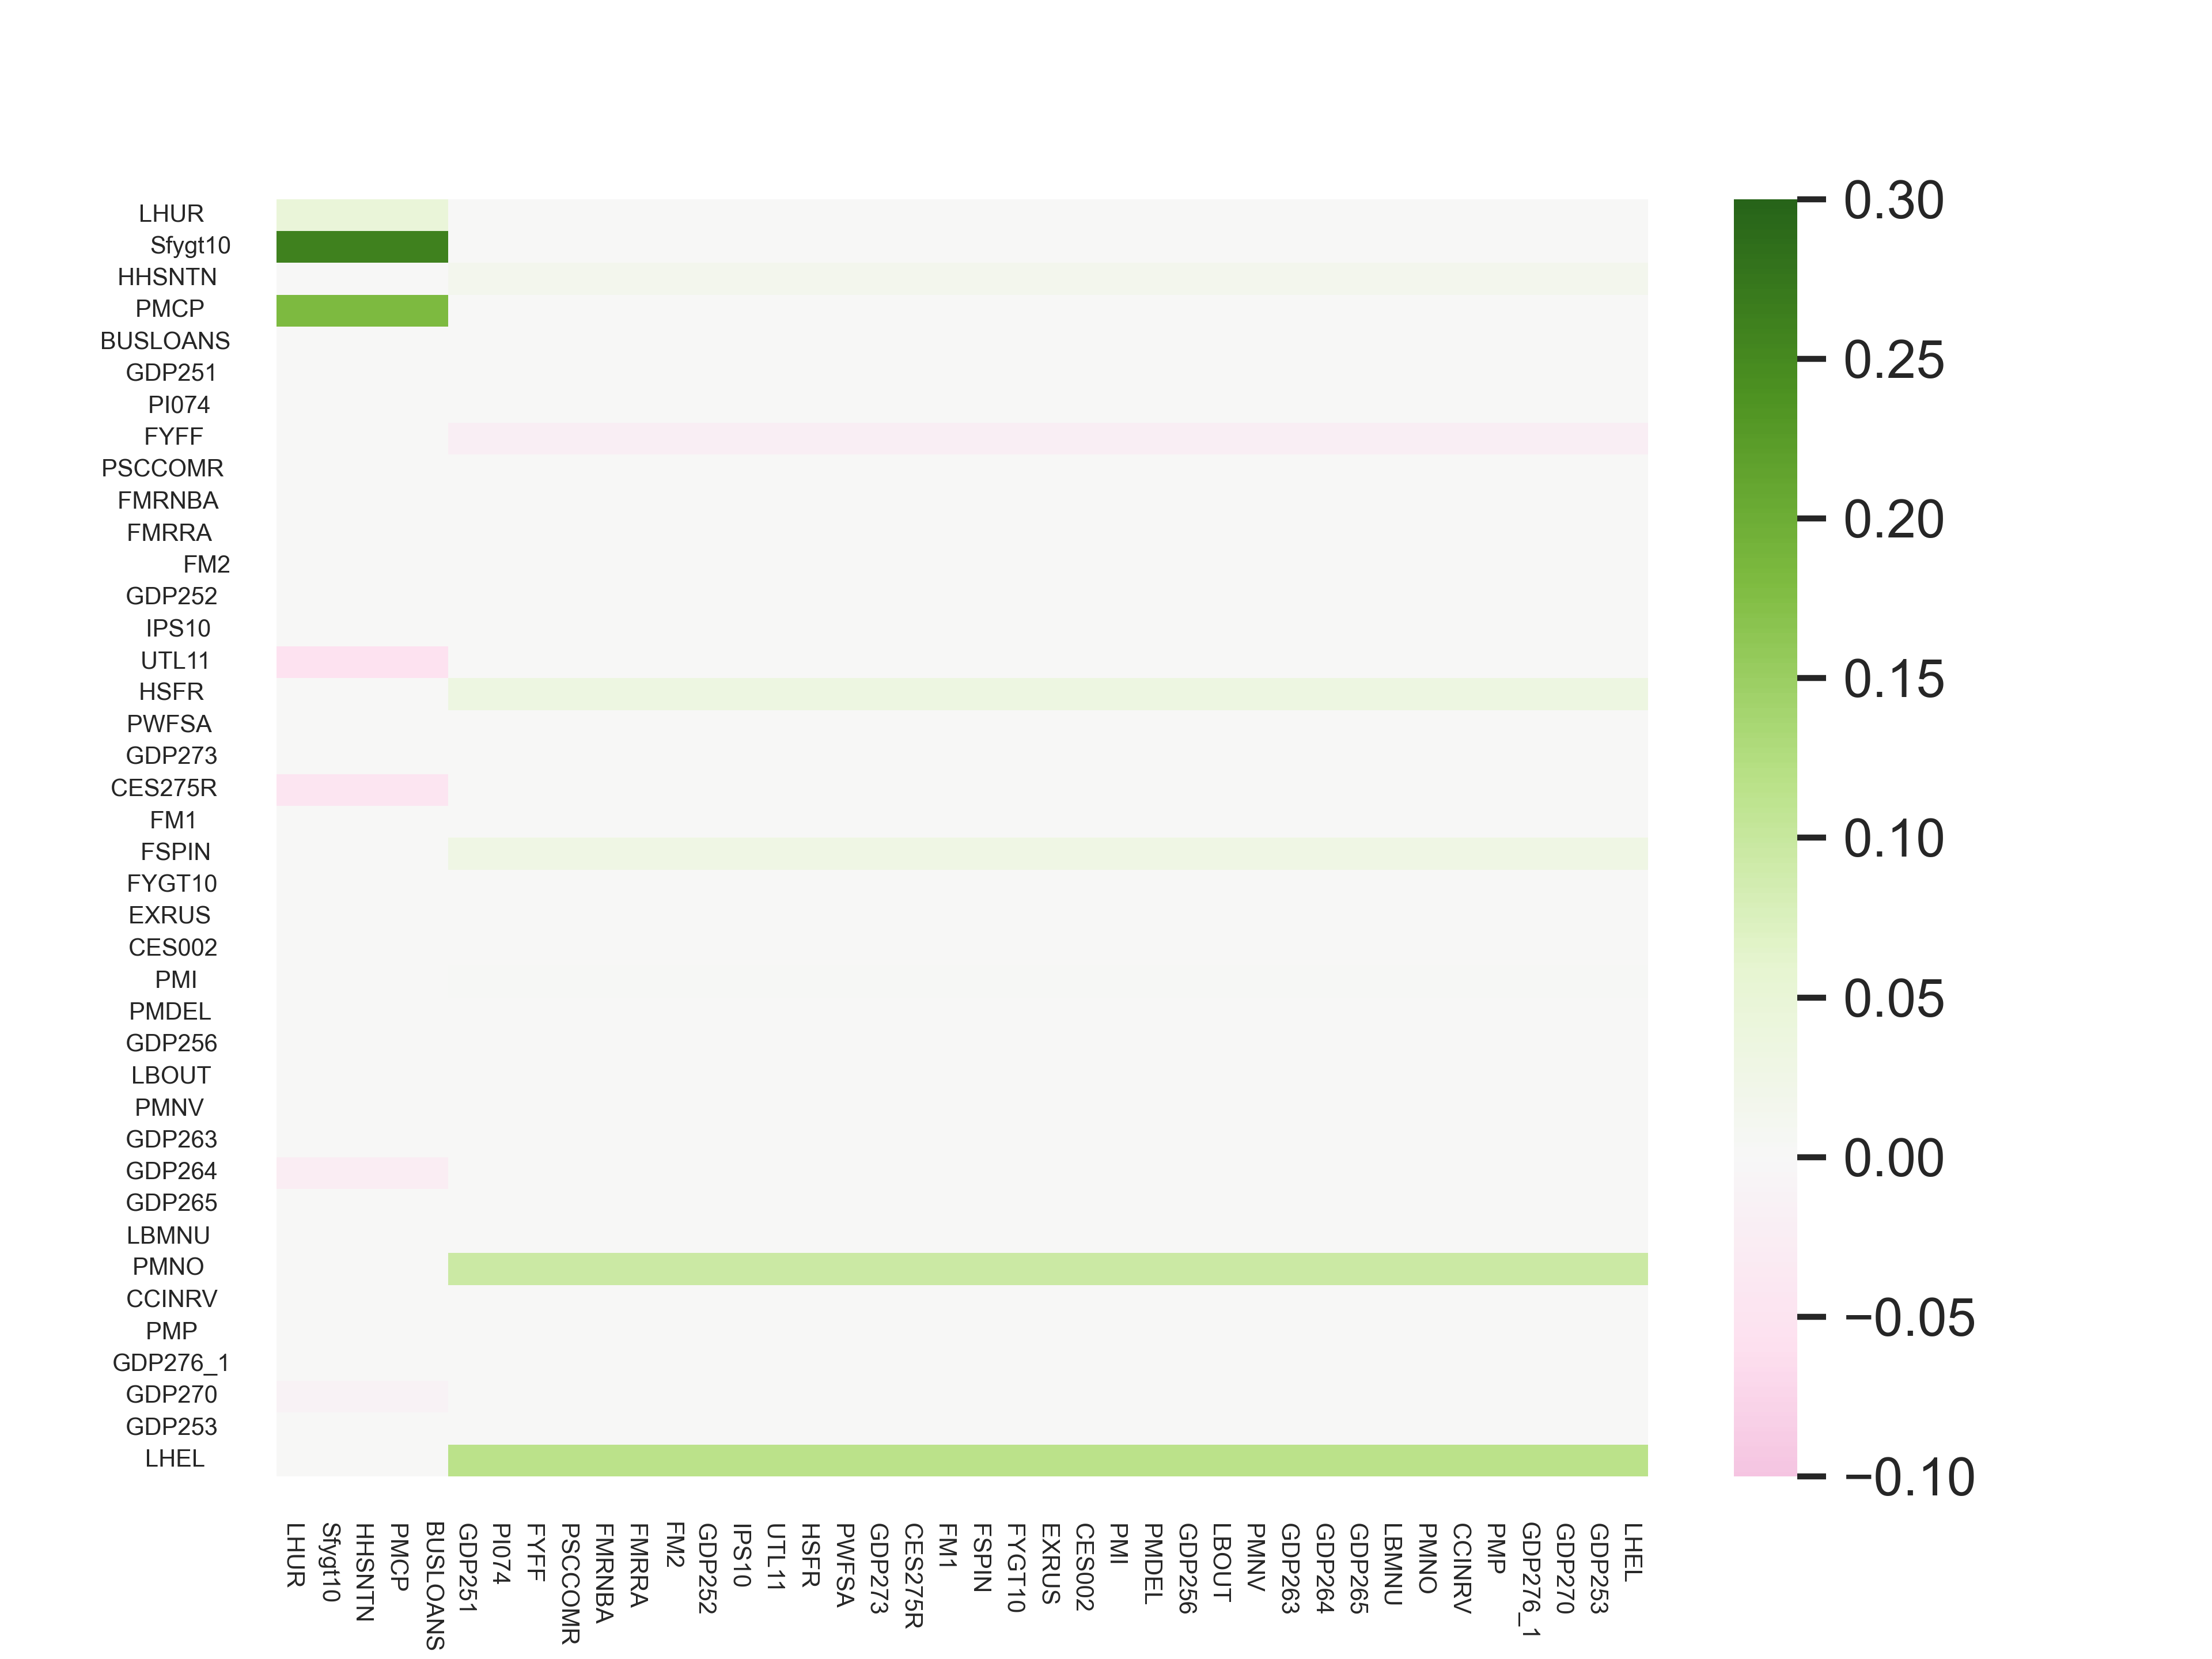 LHUR
Sfygt10
HHSNTN
PMCP
BUSLOANS
GDP251
PI074
FYFF
PSCCOMR
FMRNBA
FMRRA
FM2
GDP252
IPS10
UTL11
HSFR
PWFSA
GDP273
CES275R
FM1
FSPIN
FYGT10
EXRUS
CES002
PMI
PMDEL
GDP256
LBOUT
PMNV
GDP263
GDP264
GDP265
LBMNU
PMNO
CCINRV
PMP
GDP276_1
GDP270
GDP253
LHEL
LHUR
Sfygt10
HHSNTN
PMCP
BUSLOANS
GDP251
PI074
FYFF
PSCCOMR
FMRNBA
FMRRA
FM2
GDP252
IPS10
UTL11
HSFR
PWFSA
GDP273
CES275R
FM1
FSPIN
FYGT10
EXRUS
CES002
PMI
PMDEL
GDP256
LBOUT
PMNV
GDP263
GDP264
GDP265
LBMNU
PMNO
CCINRV
PMP
GDP276_1
GDP270
GDP253
LHEL
0.30
0.25
0.20
0.15
0.10
0.05
0.00
−0.05
−0.10